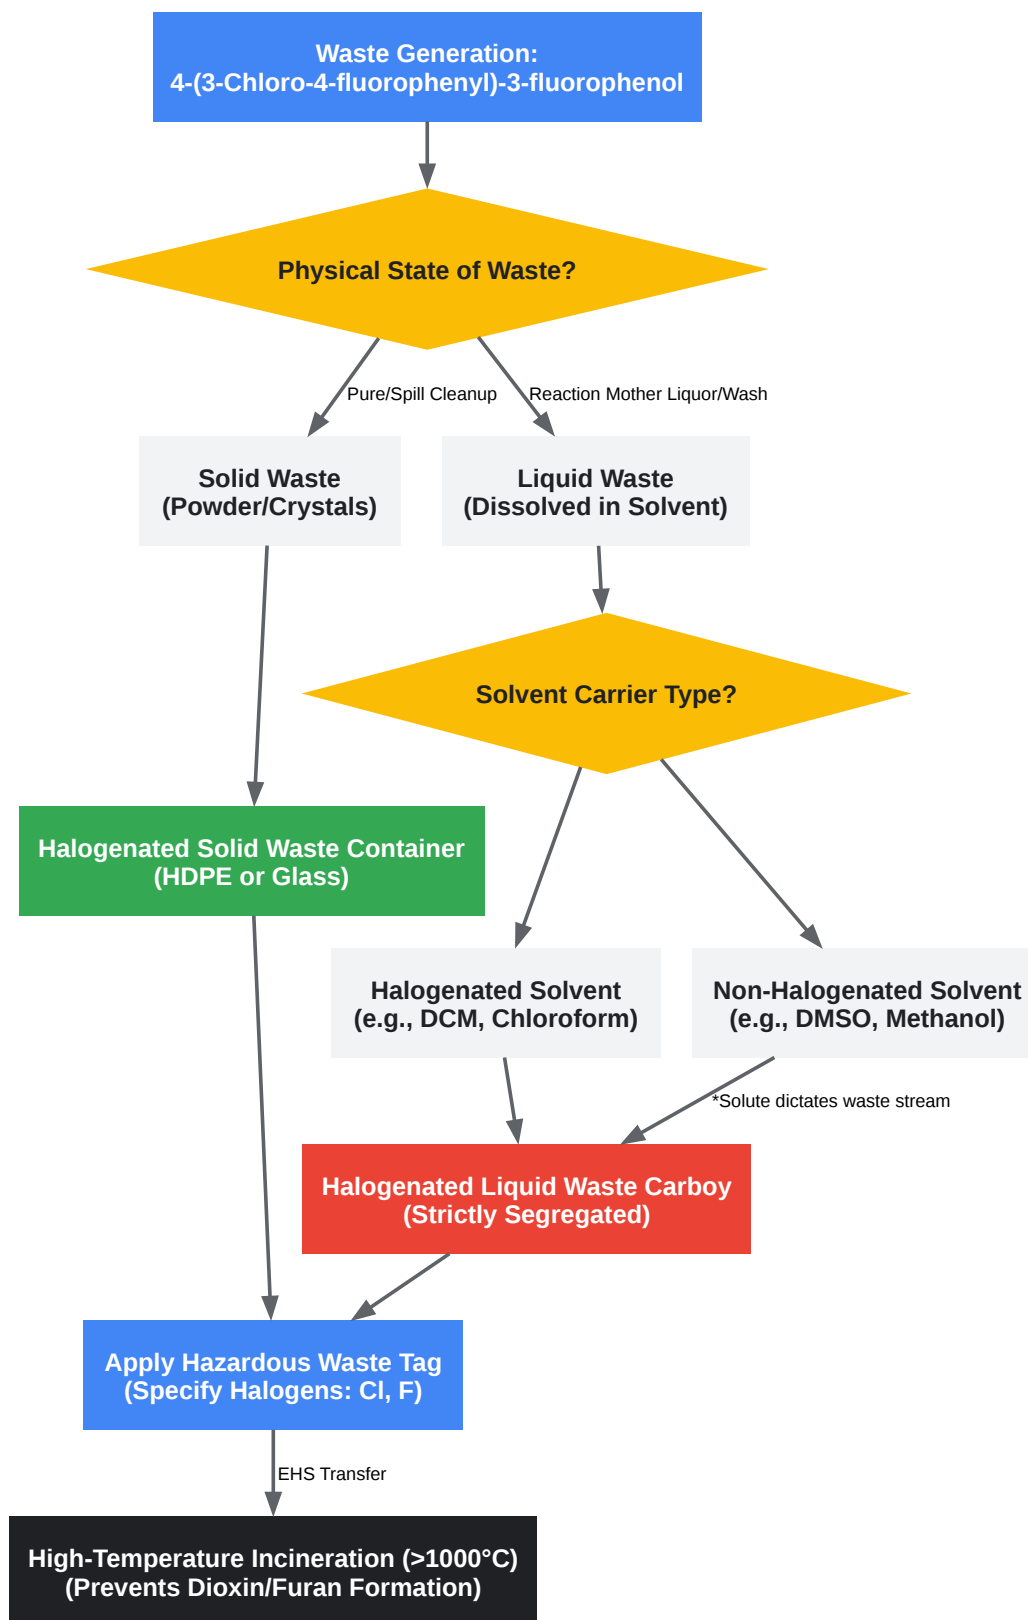 Waste Generation:
4-(3-Chloro-4-fluorophenyl)-3-fluorophenol
Physical State of Waste?
Pure/Spill Cleanup
Reaction Mother Liquor/Wash
Solid Waste
(Powder/Crystals)
Liquid Waste
(Dissolved in Solvent)
Solvent Carrier Type?
Halogenated Solid Waste Container
(HDPE or Glass)
Halogenated Solvent
(e.g., DCM, Chloroform)
Non-Halogenated Solvent
(e.g., DMSO, Methanol)
*Solute dictates waste stream
Halogenated Liquid Waste Carboy
(Strictly Segregated)
Apply Hazardous Waste Tag
(Specify Halogens: Cl, F)
EHS Transfer
High-Temperature Incineration (>1000°C)
(Prevents Dioxin/Furan Formation)